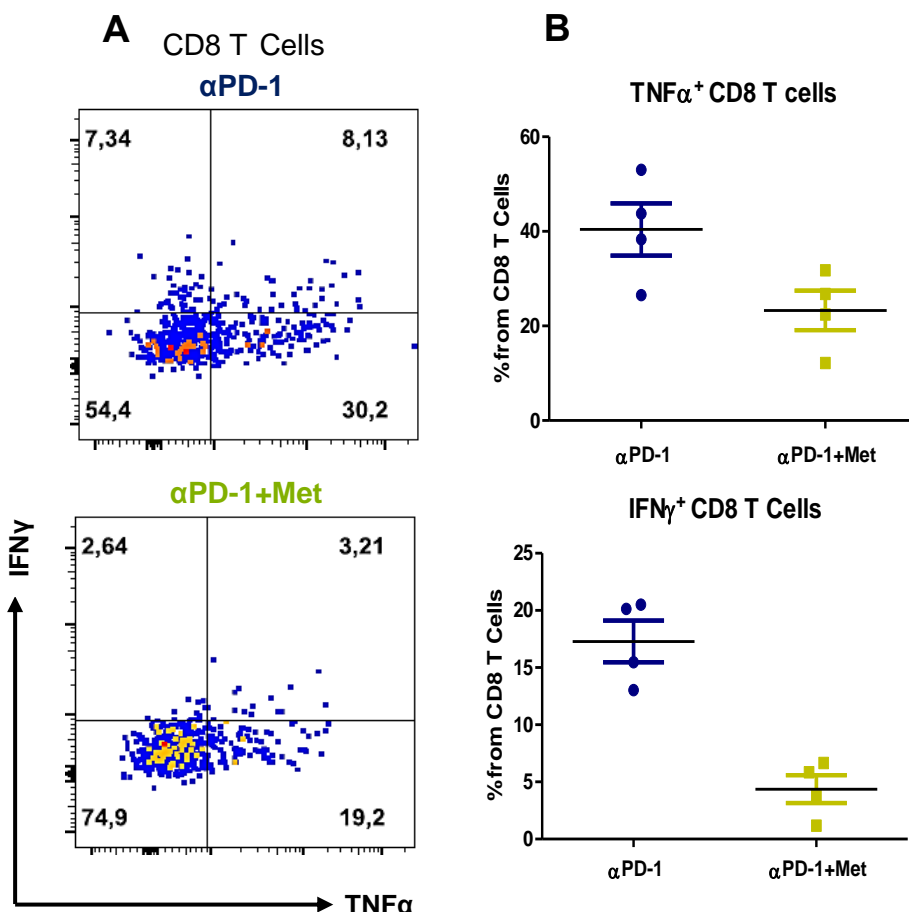 A
CD8 T Cells
αPD-1
7,34
8,13
54,4
30,2
αPD-1+Met
2,64
3,21
74,9
19,2
IFNγ
TNFα
B
TNFα+ CD8 T cells
%from CD8 T Cells
60
40
20
0
αPD-1
αPD-1+Met
IFNγ+ CD8 T Cells
%from CD8 T Cells
25
20
15
10
5
0
αPD-1
αPD-1+Met